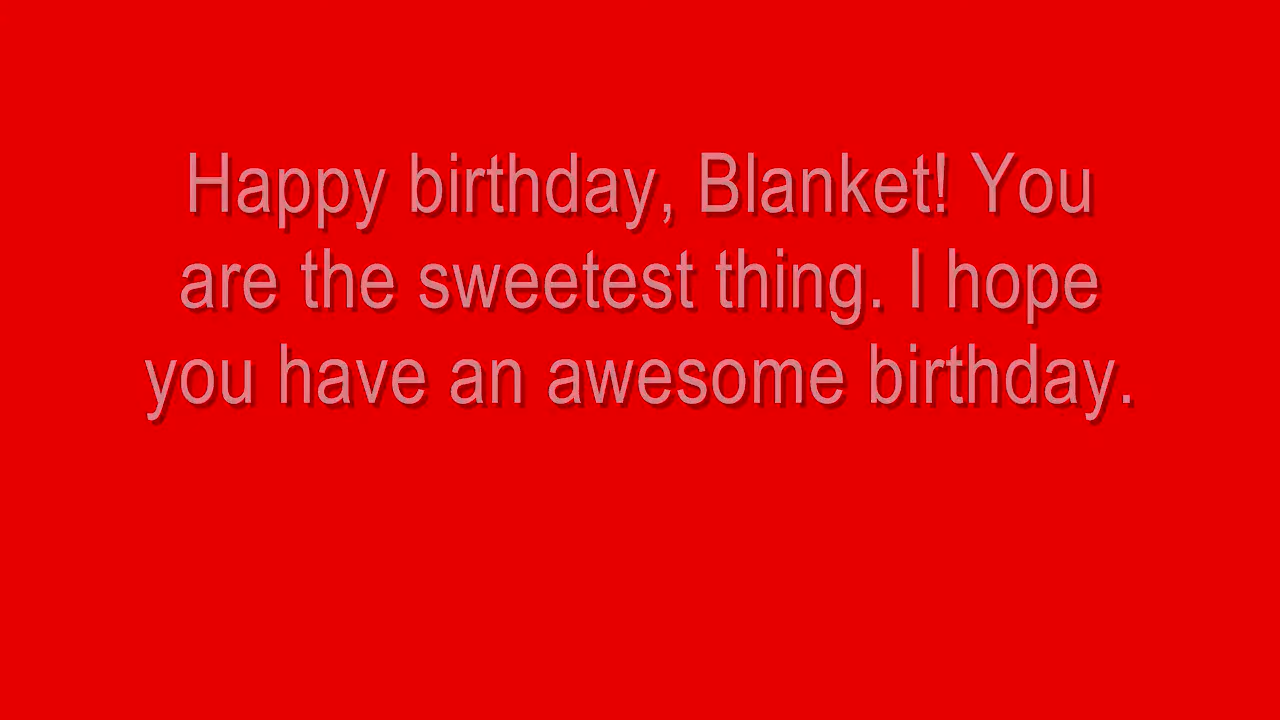 Happy birthday, Blanket! You
are the sweetest thing. I hope
you have an awesome birthday.